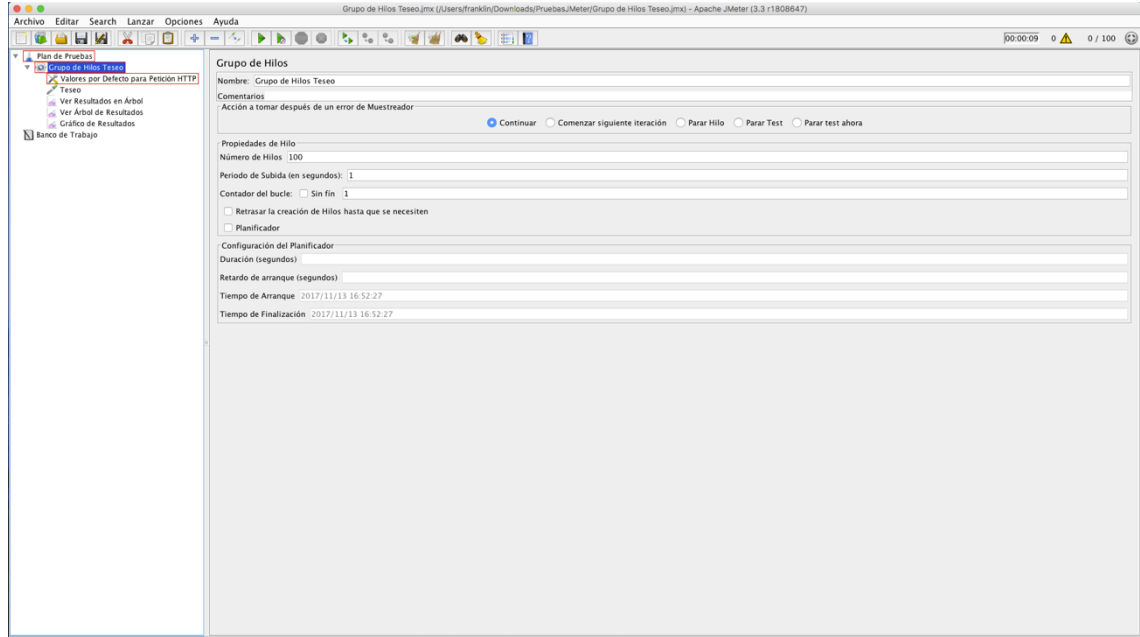 Grupo de Hilos Teseo.jmx (/Users/franklin/Downloads/PruebasJMeter/Grupo de Hilos Teseo.jmx) - Apache JMeter (3.3 r1808647)
Archivo Editar Search Lanzar Opciones Ayuda
00:00:09 0 0 / 100
Plan de Pruebas
Grupo de Hilos Teseo
Valores por Defecto para Petición HTTP
Teseo
Ver Resultados en Árbol
Ver Árbol de Resultados
Gráfico de Resultados
Banco de Trabajo
Grupo de Hilos
Nombre: Grupo de Hilos Teseo
Comentarios
Acción a tomar después de un error de Muestreador
Continuar Comenzar siguiente iteración Parar Hilo Parar Test Parar test ahora
Propiedades de Hilo
Número de Hilos 100
Periodo de Subida (en segundos): 1
Contador del bucle: Sin fín 1
Retrasar la creación de Hilos hasta que se necesiten
Planificador
Configuración del Planificador
Duración (segundos)
Retardo de arranque (segundos)
Tiempo de Arranque 2017/11/13 16:52:27
Tiempo de Finalización 2017/11/13 16:52:27